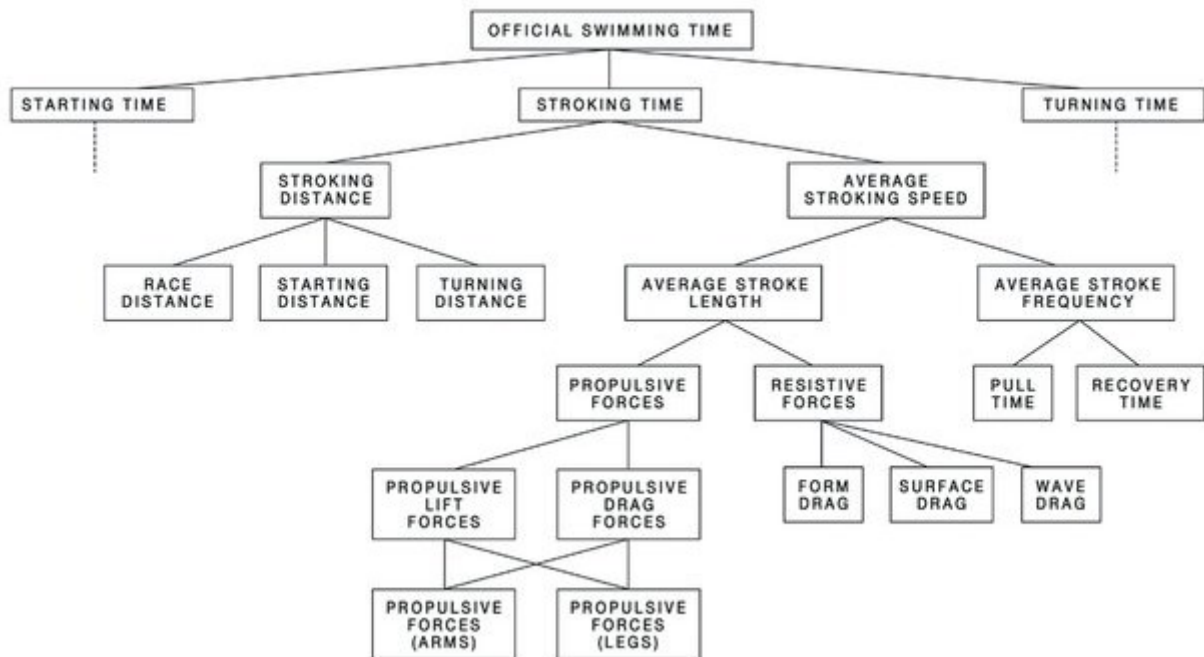 OFFICIAL SWIMMING TIME
STARTING TIME
STROKING TIME
TURNING TIME
STROKING
DISTANCE
AVERAGE
STROKING SPEED
RACE
DISTANCE
STARTING
DISTANCE
TURNING
DISTANCE
AVERAGE STROKE
LENGTH
AVERAGE STROKE
FREQUENCY
PROPULSIVE
FORCES
RESISTIVE
FORCES
PULL
TIME
RECOVERY
TIME
PROPULSIVE
LIFT
FORCES
PROPULSIVE
DRAG
FORCES
FORM
DRAG
SURFACE
DRAG
WAVE
DRAG
PROPULSIVE
FORCES
(ARMS)
PROPULSIVE
FORCES
(LEGS)